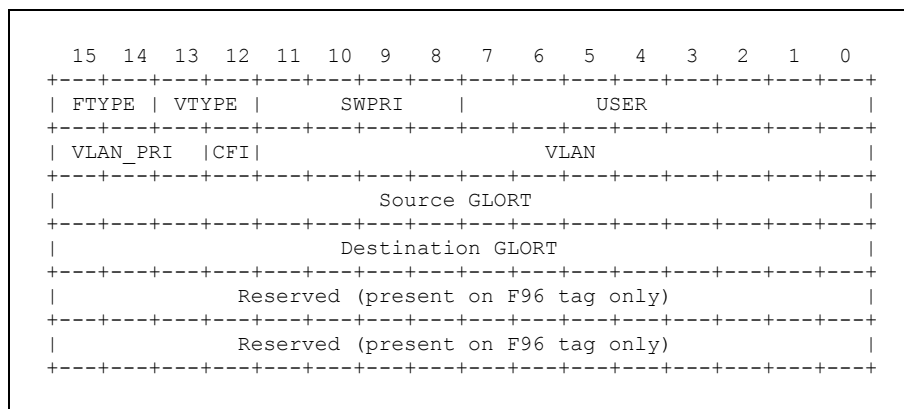 15 14 13 12 11 10 9 8 7 6 5 4 3 2 1 0
+---+---+---+---+---+---+---+---+---+---+---+---+---+---+---+---+
| FTYPE | VTYPE | SWPRI | USER |
+---+---+---+---+---+---+---+---+---+---+---+---+---+---+---+---+
| VLAN_PRI |CFI| VLAN |
+---+---+---+---+---+---+---+---+---+---+---+---+---+---+---+---+
| Source GLORT |
+---+---+---+---+---+---+---+---+---+---+---+---+---+---+---+---+
| Destination GLORT |
+---+---+---+---+---+---+---+---+---+---+---+---+---+---+---+---+
| Reserved (present on F96 tag only) |
+---+---+---+---+---+---+---+---+---+---+---+---+---+---+---+---+
| Reserved (present on F96 tag only) |
+---+---+---+---+---+---+---+---+---+---+---+---+---+---+---+---+